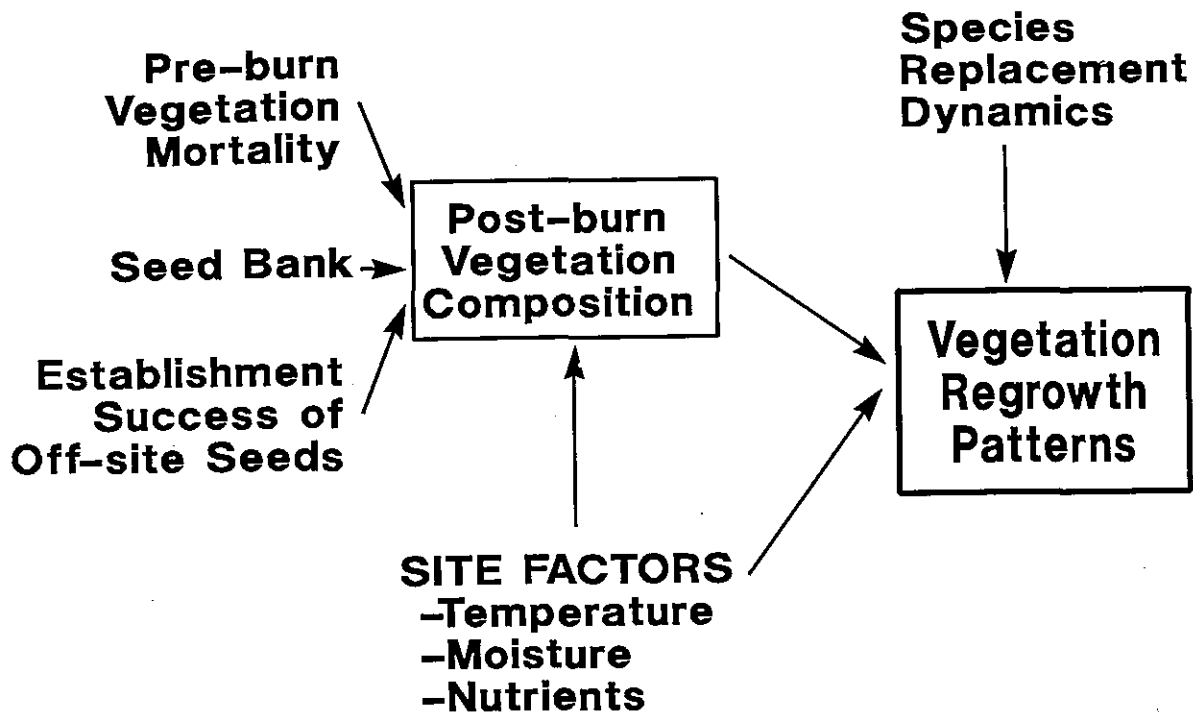 Pre-burn
Vegetation
Mortality
Seed Bank
Establishment
Success of
Off-site Seeds
Post-burn
Vegetation
Composition
SITE FACTORS
-Temperature
-Moisture
-Nutrients
Species
Replacement
Dynamics
Vegetation
Regrowth
Patterns